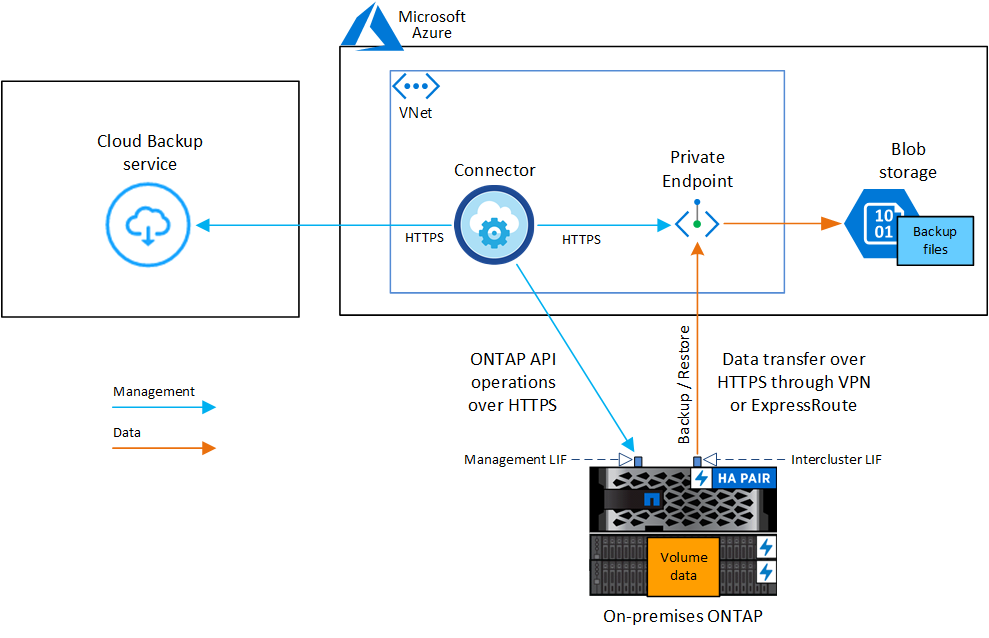 Microsoft
Azure
VNet
Cloud Backup
service
Connector
Private
Endpoint
Blob
storage
10
01
Backup
files
HTTPS
HTTPS
ONTAP API
operations
over HTTPS
Backup / Restore
Data transfer over
HTTPS through VPN
or ExpressRoute
Management
Data
Management LIF
Intercluster LIF
HA PAIR
Volume
data
On-premises ONTAP